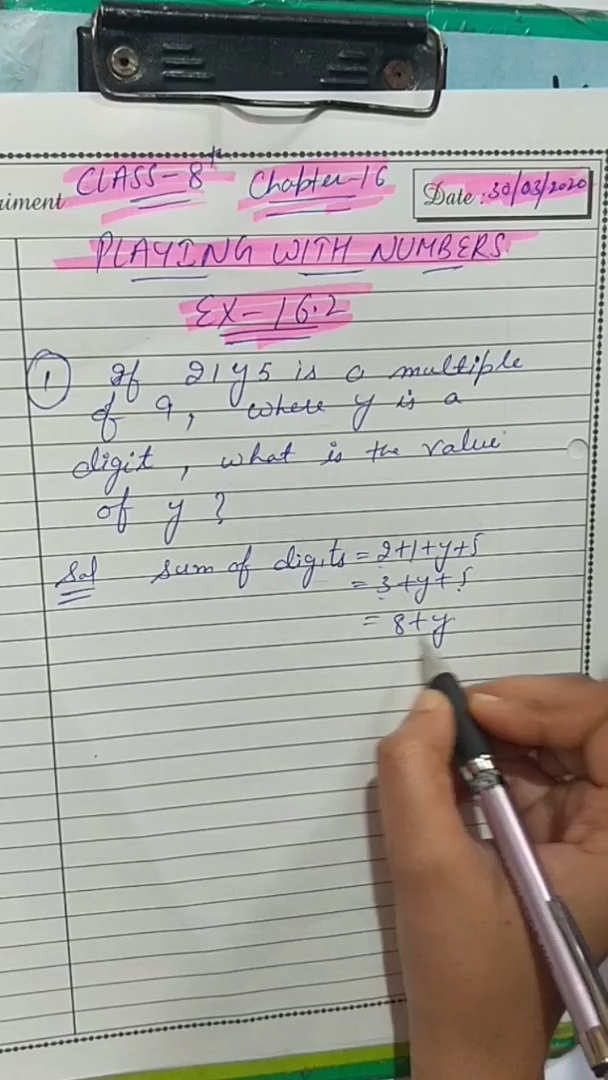 CLASS-8th Chapter-16
iment
Date : 30/03/2020
PLAYING WITH NUMBERS
EX-16.2
1 If 21y5 is a multiple
of 9, where y is a
digit, what is the value
of y ?
Sol sum of digits = 2+1+y+5
= 3+y+5
= 8+y